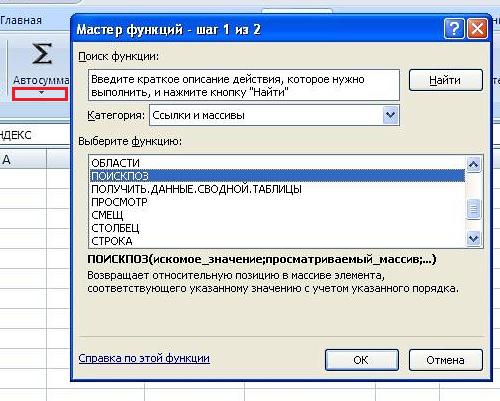 Главная
Σ
Автосумма
A
Мастер функций - шаг 1 из 2
Поиск функции:
Введите краткое описание действия, которое нужно
выполнить, и нажмите кнопку "Найти"
Найти
Категория: Ссылки и массивы
Выберите функцию:
ОБЛАСТИ
ПОИСКПОЗ
ПОЛУЧИТЬ.ДАННЫЕ.СВОДНОЙ.ТАБЛИЦЫ
ПРОСМОТР
СМЕЩ
СТОЛБЕЦ
СТРОКА
ПОИСКПОЗ(искомое_значение;просматриваемый_массив;...)
Возвращает относительную позицию в массиве элемента,
соответствующего указанному значению с учетом указанного порядка.
Справка по этой функции
ОК
Отмена